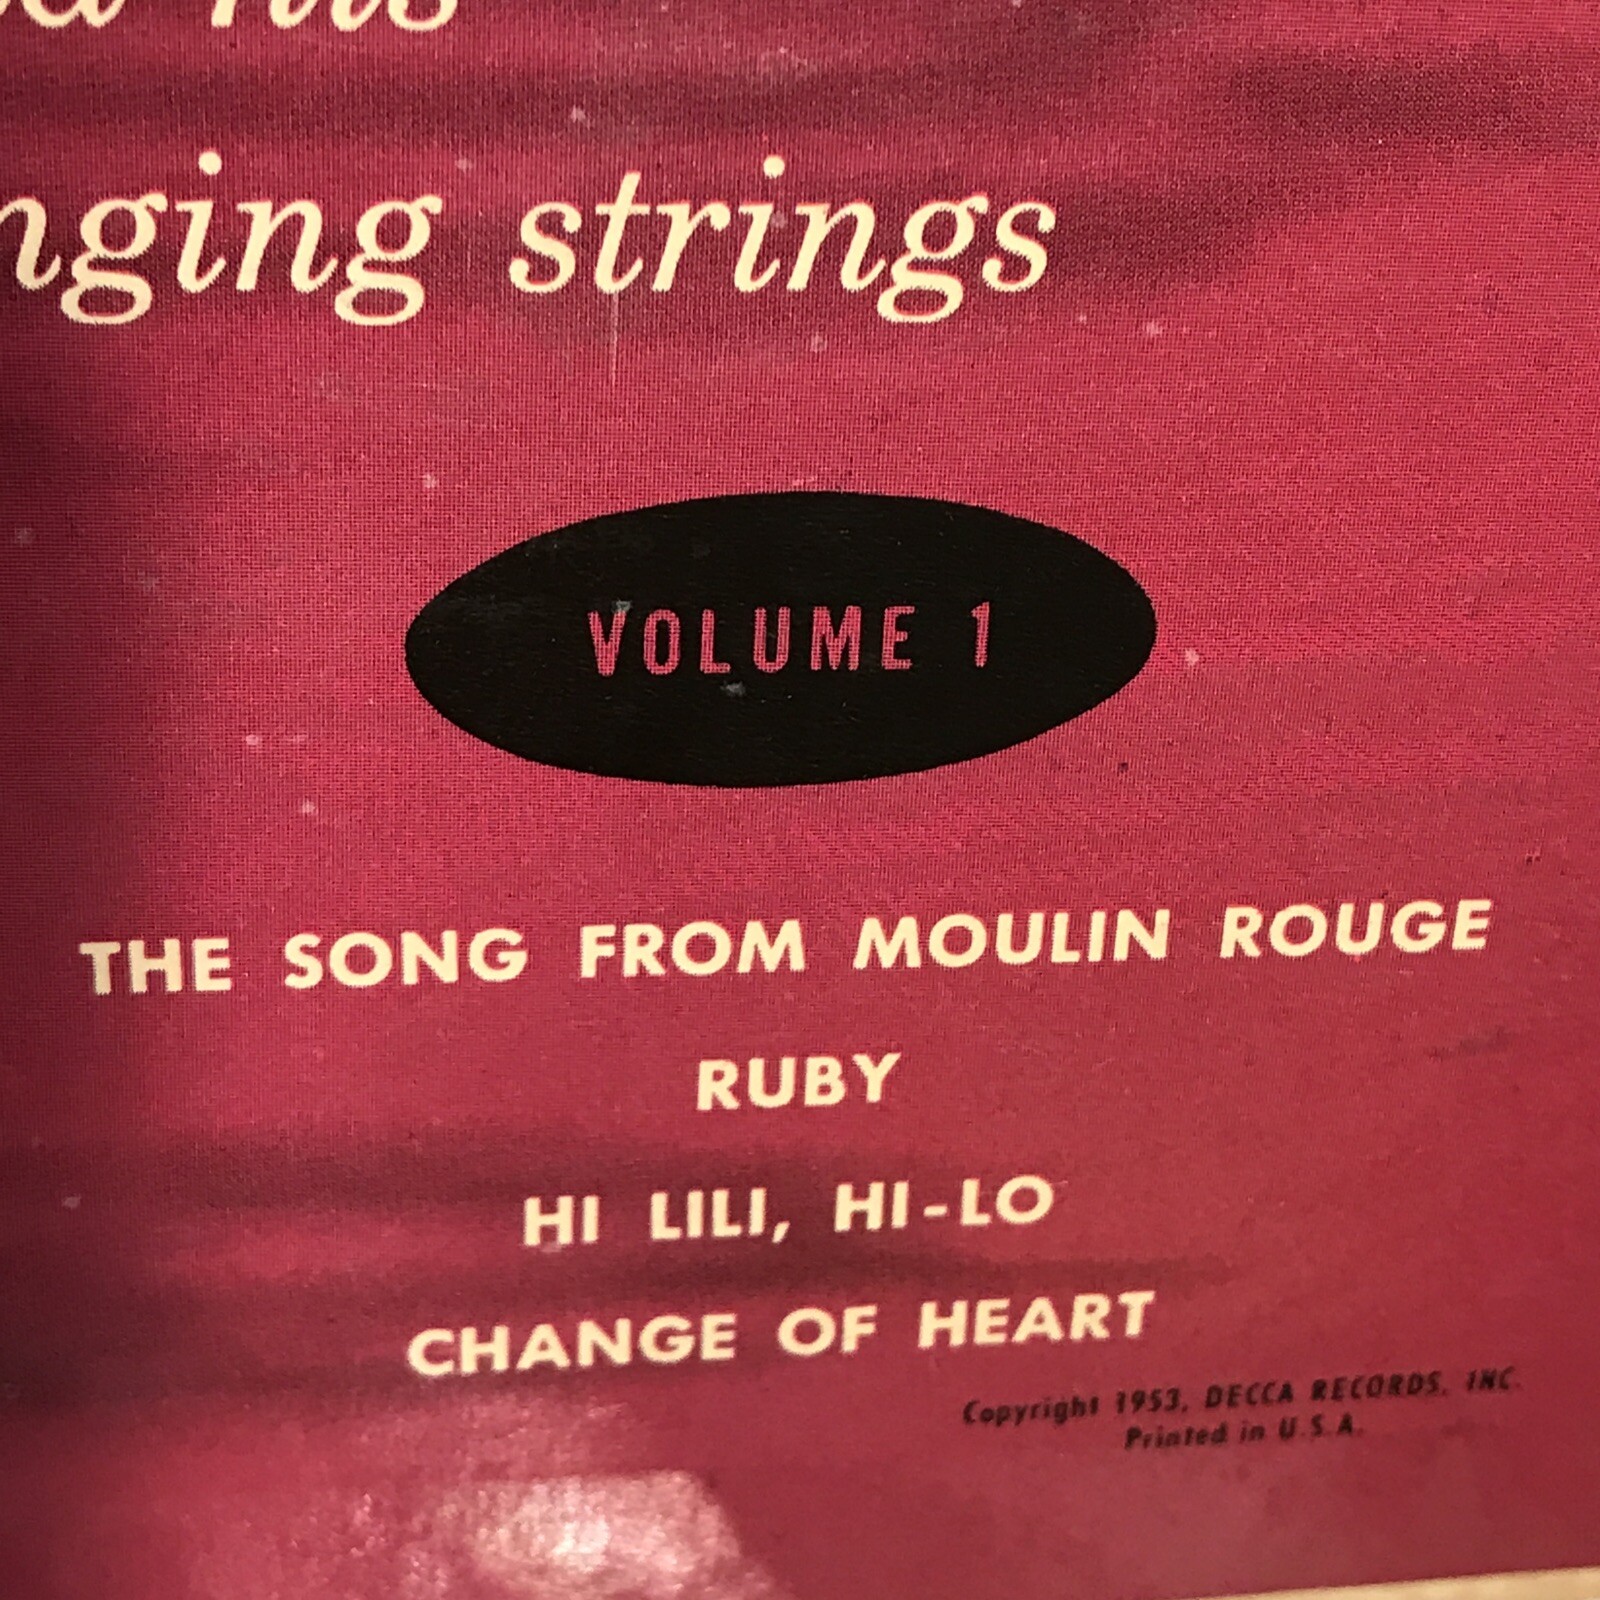 his
nging strings
VOLUME 1
THE SONG FROM MOULIN ROUGE
RUBY
HI LILI, HI-LO
CHANGE OF HEART
Copyright 1953, DECCA RECORDS, INC.
Printed in U.S.A.